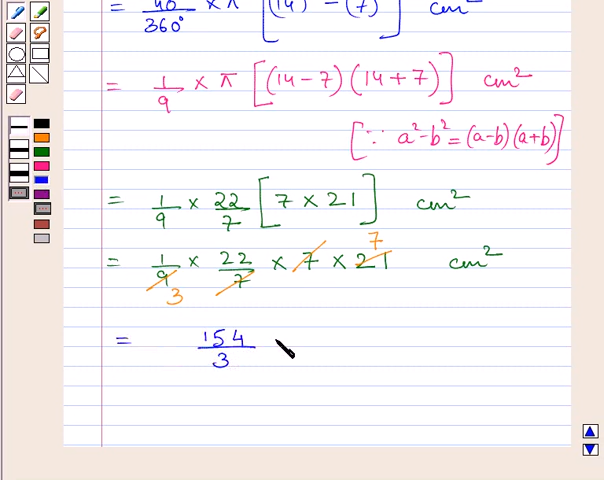 = 40/360° × π [(14)² − (7)²] cm²
= 1/9 × π [(14 − 7) (14 + 7)] cm²
[∵ a² − b² = (a−b) (a+b)]
= 1/9 × 22/7 [7 × 21] cm²
7
= 1/9 × 22/7 × 7 × 21 cm²
3
= 154/3